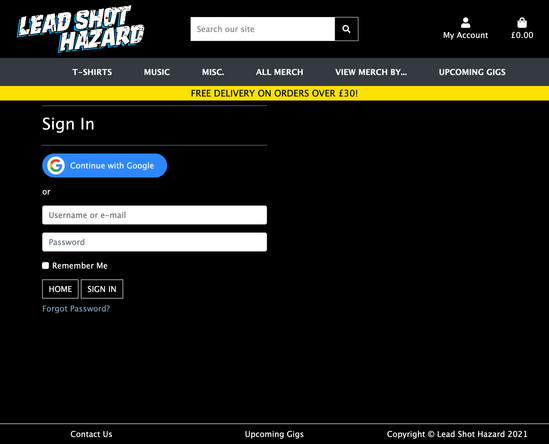 LEAD SHOT
HAZARD
Search our site
My Account
£0.00
T-SHIRTS MUSIC MISC. ALL MERCH VIEW MERCH BY... UPCOMING GIGS
FREE DELIVERY ON ORDERS OVER £30!
Sign In
Continue with Google
or
Username or e-mail
Password
Remember Me
HOME SIGN IN
Forgot Password?
Contact Us Upcoming Gigs Copyright © Lead Shot Hazard 2021